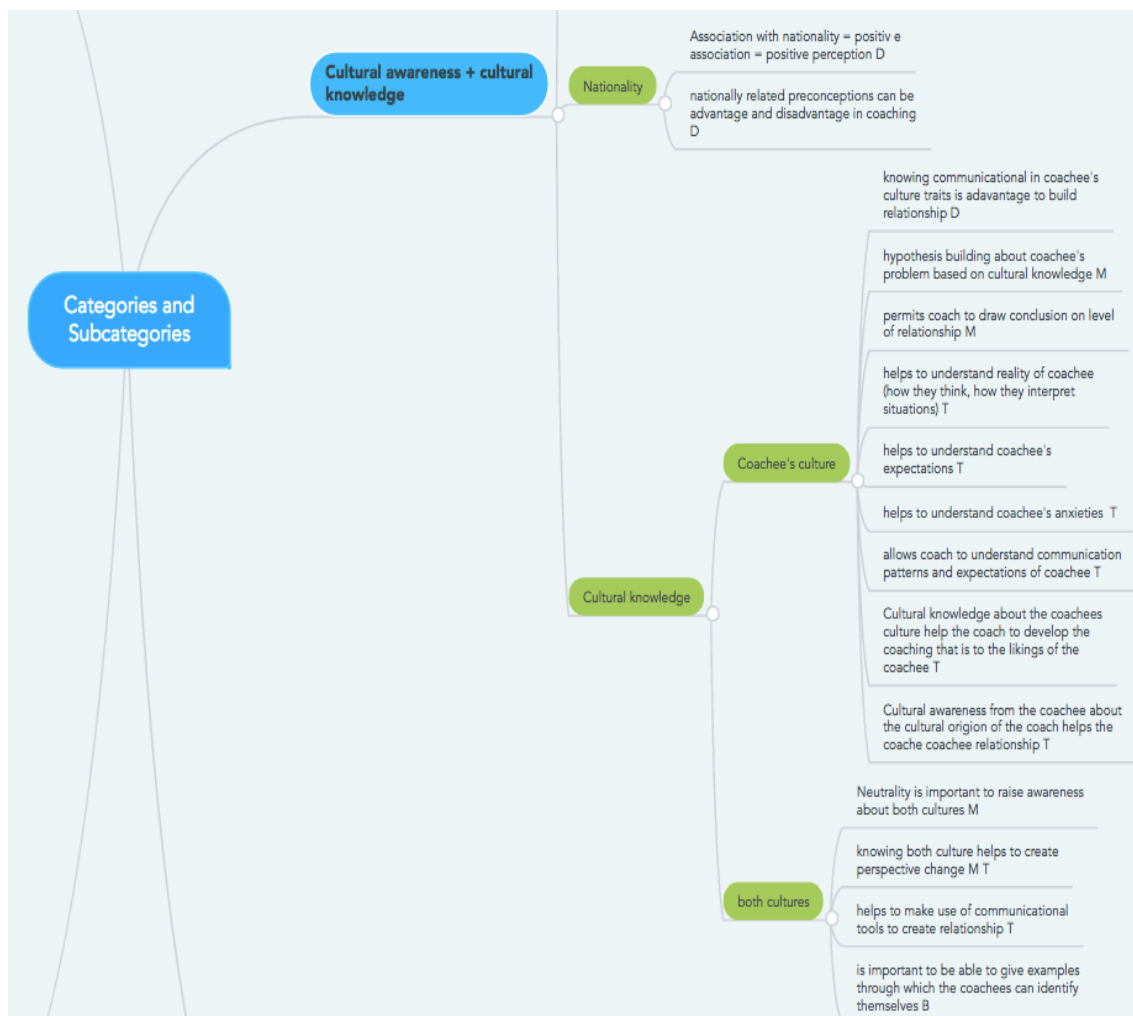 Categories and
Subcategories
Cultural awareness + cultural
knowledge
Nationality
Association with nationality = positiv e
association = positive perception D
nationally related preconceptions can be
advantage and disadvantage in coaching
D
Cultural knowledge
Coachee's culture
knowing communicational in coachee's
culture traits is adavantage to build
relationship D
hypothesis building about coachee's
problem based on cultural knowledge M
permits coach to draw conclusion on level
of relationship M
helps to understand reality of coachee
(how they think, how they interpret
situations) T
helps to understand coachee's
expectations T
helps to understand coachee's anxieties T
allows coach to understand communication
patterns and expectations of coachee T
Cultural knowledge about the coachees
culture help the coach to develop the
coaching that is to the likings of the
coachee T
Cultural awareness from the coachee about
the cultural origion of the coach helps the
coache coachee relationship T
both cultures
Neutrality is important to raise awareness
about both cultures M
knowing both culture helps to create
perspective change M T
helps to make use of communicational
tools to create relationship T
is important to be able to give examples
through which the coachees can identify
themselves B